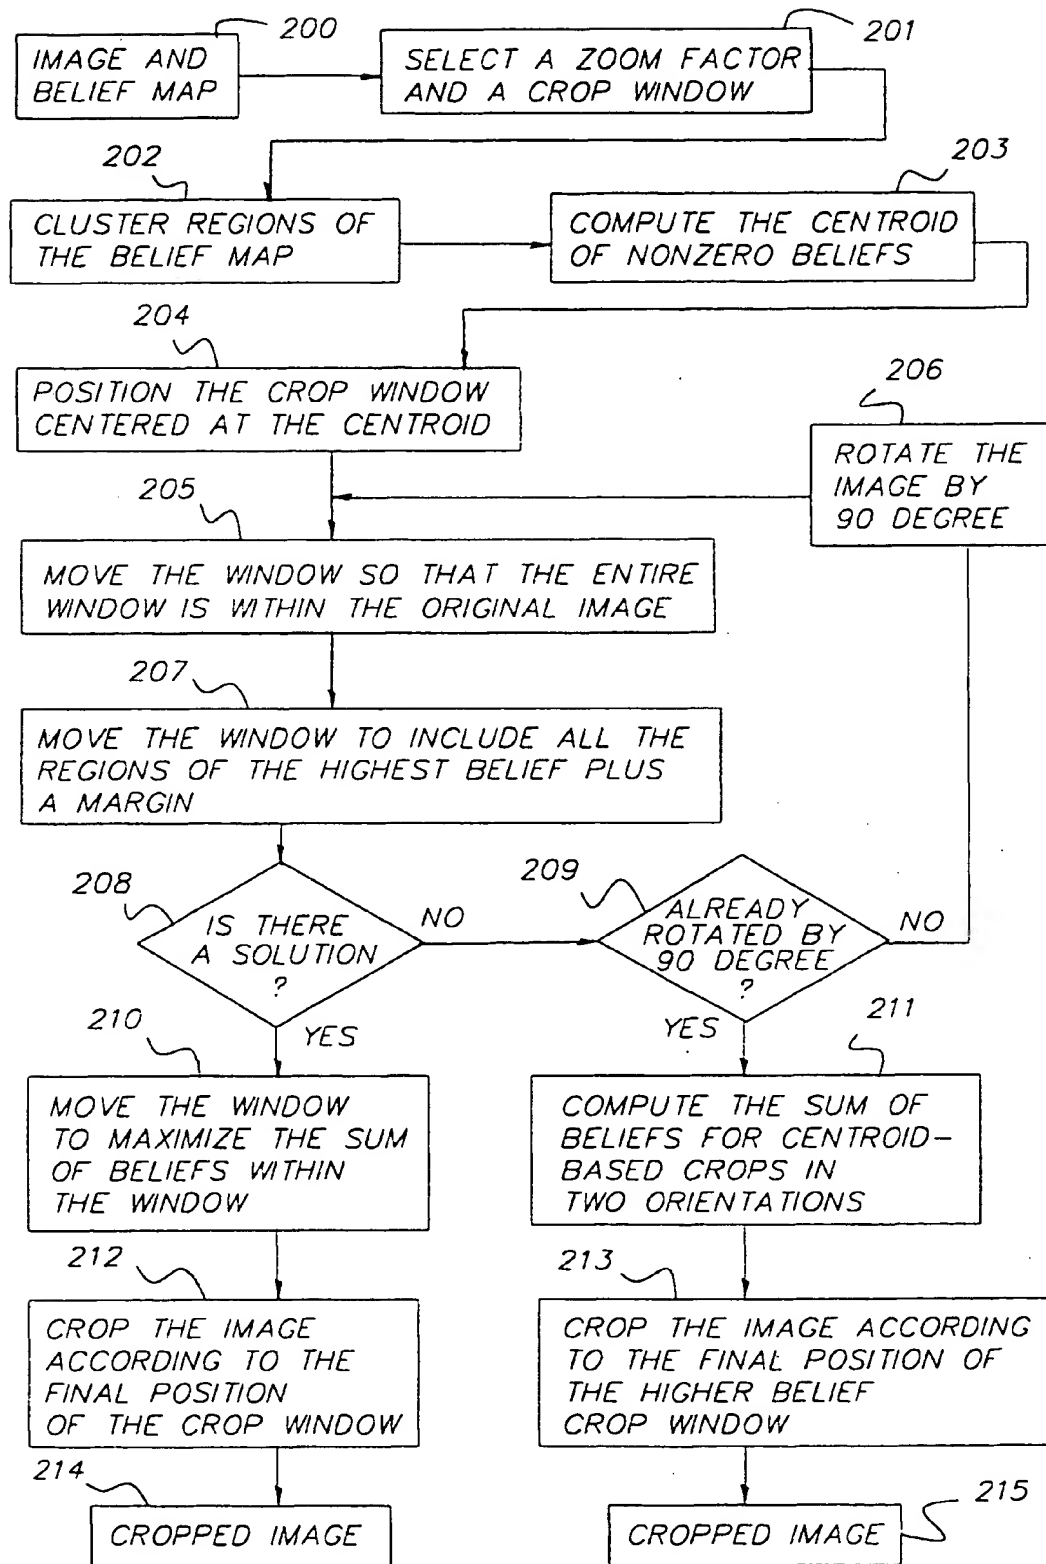 200
IMAGE AND
BELIEF MAP
201
SELECT A ZOOM FACTOR
AND A CROP WINDOW
202
CLUSTER REGIONS OF
THE BELIEF MAP
203
COMPUTE THE CENTROID
OF NONZERO BELIEFS
204
POSITION THE CROP WINDOW
CENTERED AT THE CENTROID
206
ROTATE THE
IMAGE BY
90 DEGREE
205
MOVE THE WINDOW SO THAT THE ENTIRE
WINDOW IS WITHIN THE ORIGINAL IMAGE
207
MOVE THE WINDOW TO INCLUDE ALL THE
REGIONS OF THE HIGHEST BELIEF PLUS
A MARGIN
208
IS THERE
A SOLUTION
?
NO
YES
209
ALREADY
ROTATED BY
90 DEGREE
?
NO
YES
210
MOVE THE WINDOW
TO MAXIMIZE THE SUM
OF BELIEFS WITHIN
THE WINDOW
211
COMPUTE THE SUM OF
BELIEFS FOR CENTROID-
BASED CROPS IN
TWO ORIENTATIONS
212
CROP THE IMAGE
ACCORDING TO THE
FINAL POSITION
OF THE CROP WINDOW
213
CROP THE IMAGE ACCORDING
TO THE FINAL POSITION OF
THE HIGHER BELIEF
CROP WINDOW
214
CROPPED IMAGE
215
CROPPED IMAGE